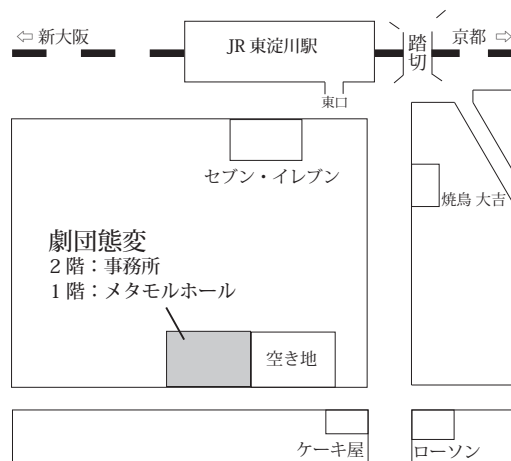 ⇦ 新大阪
JR 東淀川駅
踏切
京都 ⇨
東口
セブン・イレブン
焼鳥 大吉
劇団態変
2 階：事務所
1 階：メタモルホール
空き地
ケーキ屋
ローソン